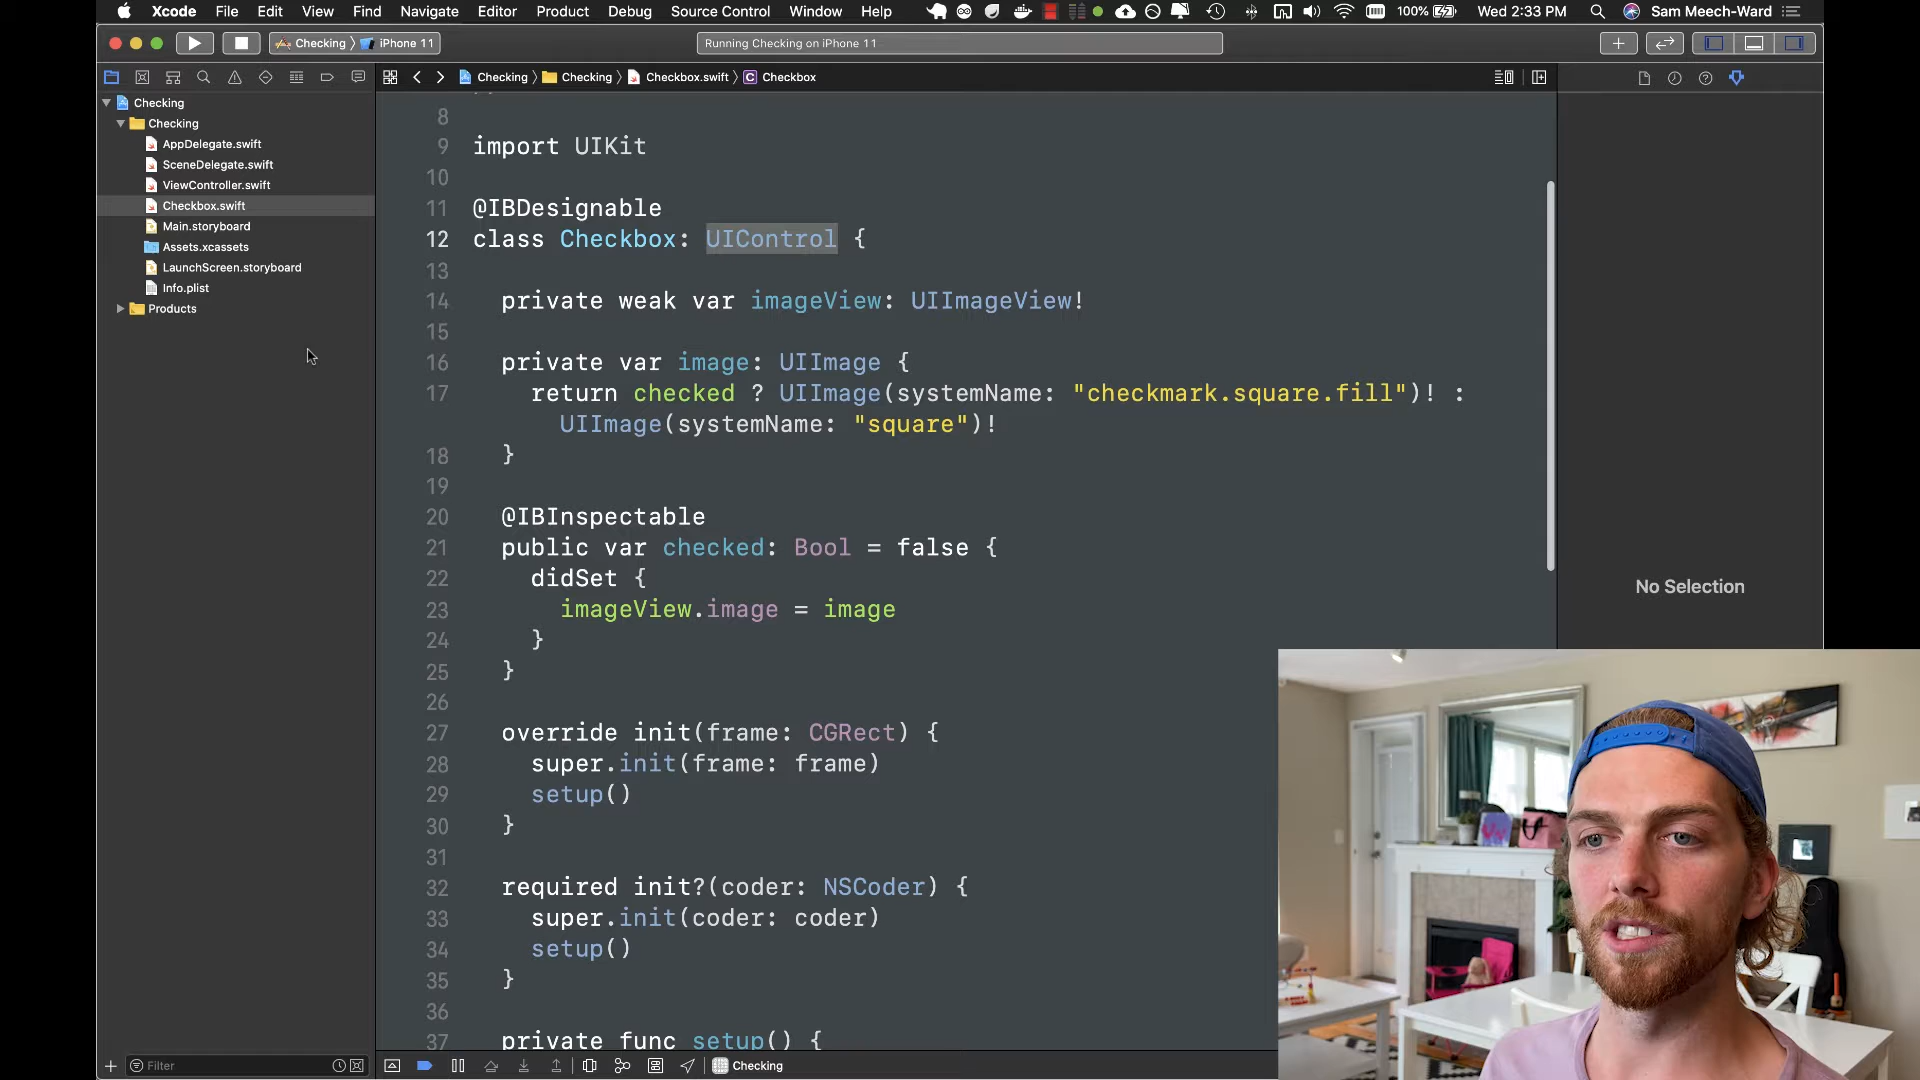 Xcode File Edit View Find Navigate Editor Product Debug Source Control Window Help 100% Wed 2:33 PM Sam Meech-Ward
Checking iPhone 11
Running Checking on iPhone 11
Checking Checking Checkbox.swift C Checkbox
Checking
Checking
AppDelegate.swift
SceneDelegate.swift
ViewController.swift
Checkbox.swift
Main.storyboard
Assets.xcassets
LaunchScreen.storyboard
Info.plist
Products
Filter
8
9 import UIKit
10
11 @IBDesignable
12 class Checkbox: UIControl {
13
14 private weak var imageView: UIImageView!
15
16 private var image: UIImage {
17 return checked ? UIImage(systemName: "checkmark.square.fill")! :
UIImage(systemName: "square")!
18 }
19
20 @IBInspectable
21 public var checked: Bool = false {
22 didSet {
23 imageView.image = image
24 }
25 }
26
27 override init(frame: CGRect) {
28 super.init(frame: frame)
29 setup()
30 }
31
32 required init?(coder: NSCoder) {
33 super.init(coder: coder)
34 setup()
35 }
36
37 private func setup() {
Checking
No Selection